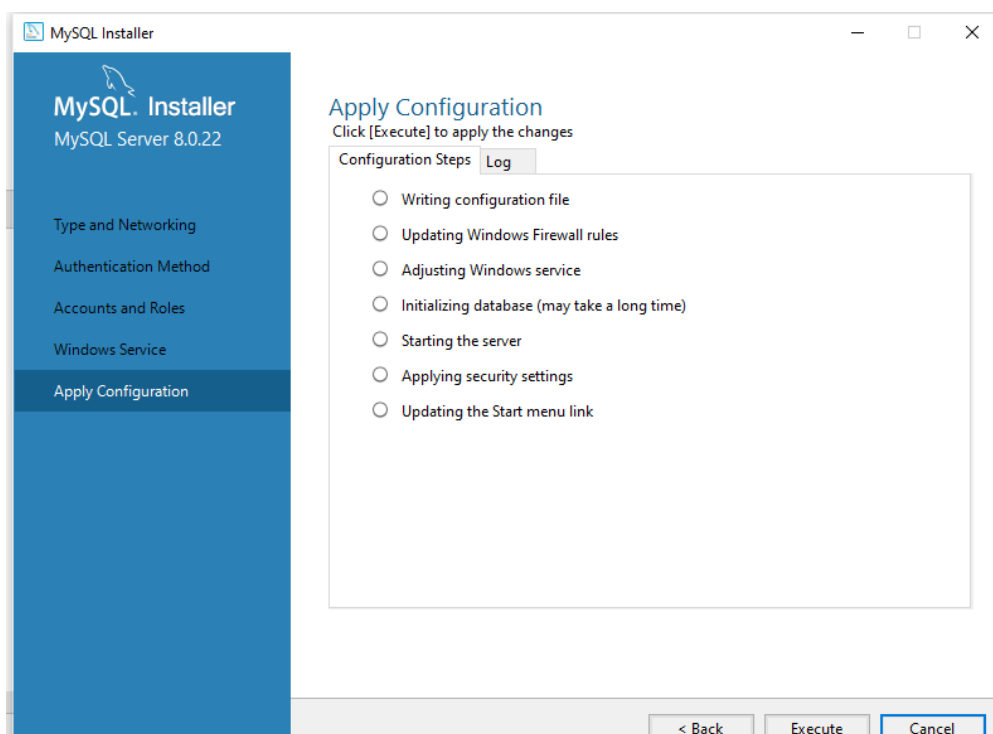 MySQL Installer
MySQL. Installer
MySQL Server 8.0.22
Type and Networking
Authentication Method
Accounts and Roles
Windows Service
Apply Configuration
Apply Configuration
Click [Execute] to apply the changes
Configuration Steps Log
Writing configuration file
Updating Windows Firewall rules
Adjusting Windows service
Initializing database (may take a long time)
Starting the server
Applying security settings
Updating the Start menu link
< Back Execute Cancel